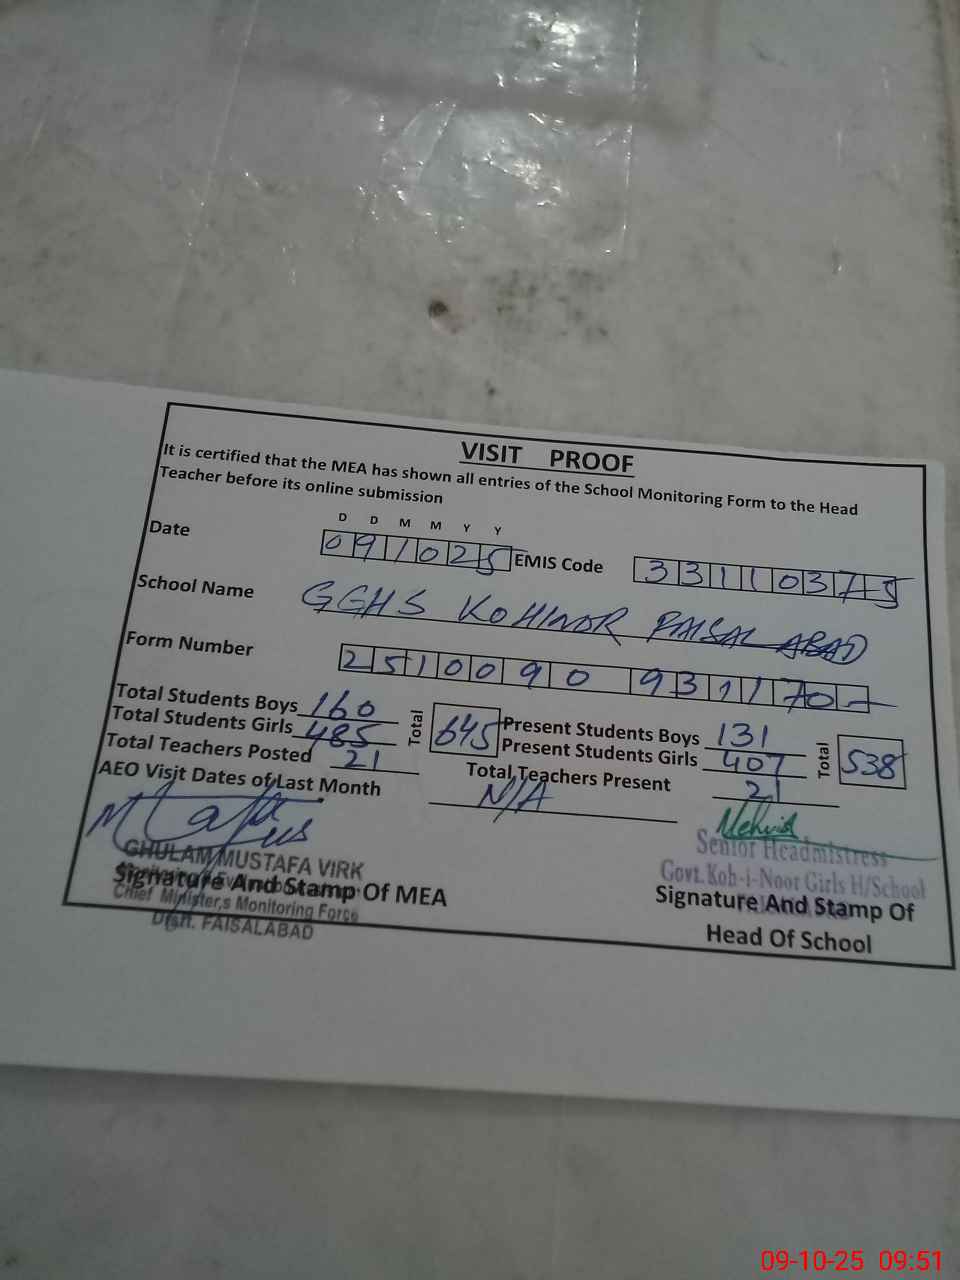 VISIT PROOF
It is certified that the MEA has shown all entries of the School Monitoring Form to the Head
Teacher before its online submission
D D M M Y Y
Date 091025 EMIS Code 33110375
School Name GGHS KOHINOR FAISALABAD
Form Number 2510090 931170-
Total Students Boys 160 Total 645 Present Students Boys 131 Total 538
Total Students Girls 485 Present Students Girls 407
Total Teachers Posted 21 Total Teachers Present 21
AEO Visit Dates of Last Month N/A
GHULAM MUSTAFA VIRK
Signature And Stamp Of MEA
Chief Minister,s Monitoring Force
Distt. FAISALABAD
Senior Headmistress
Govt. Koh-i-Noor Girls H/School
Signature And Stamp Of
Head Of School
09-10-25 09:51